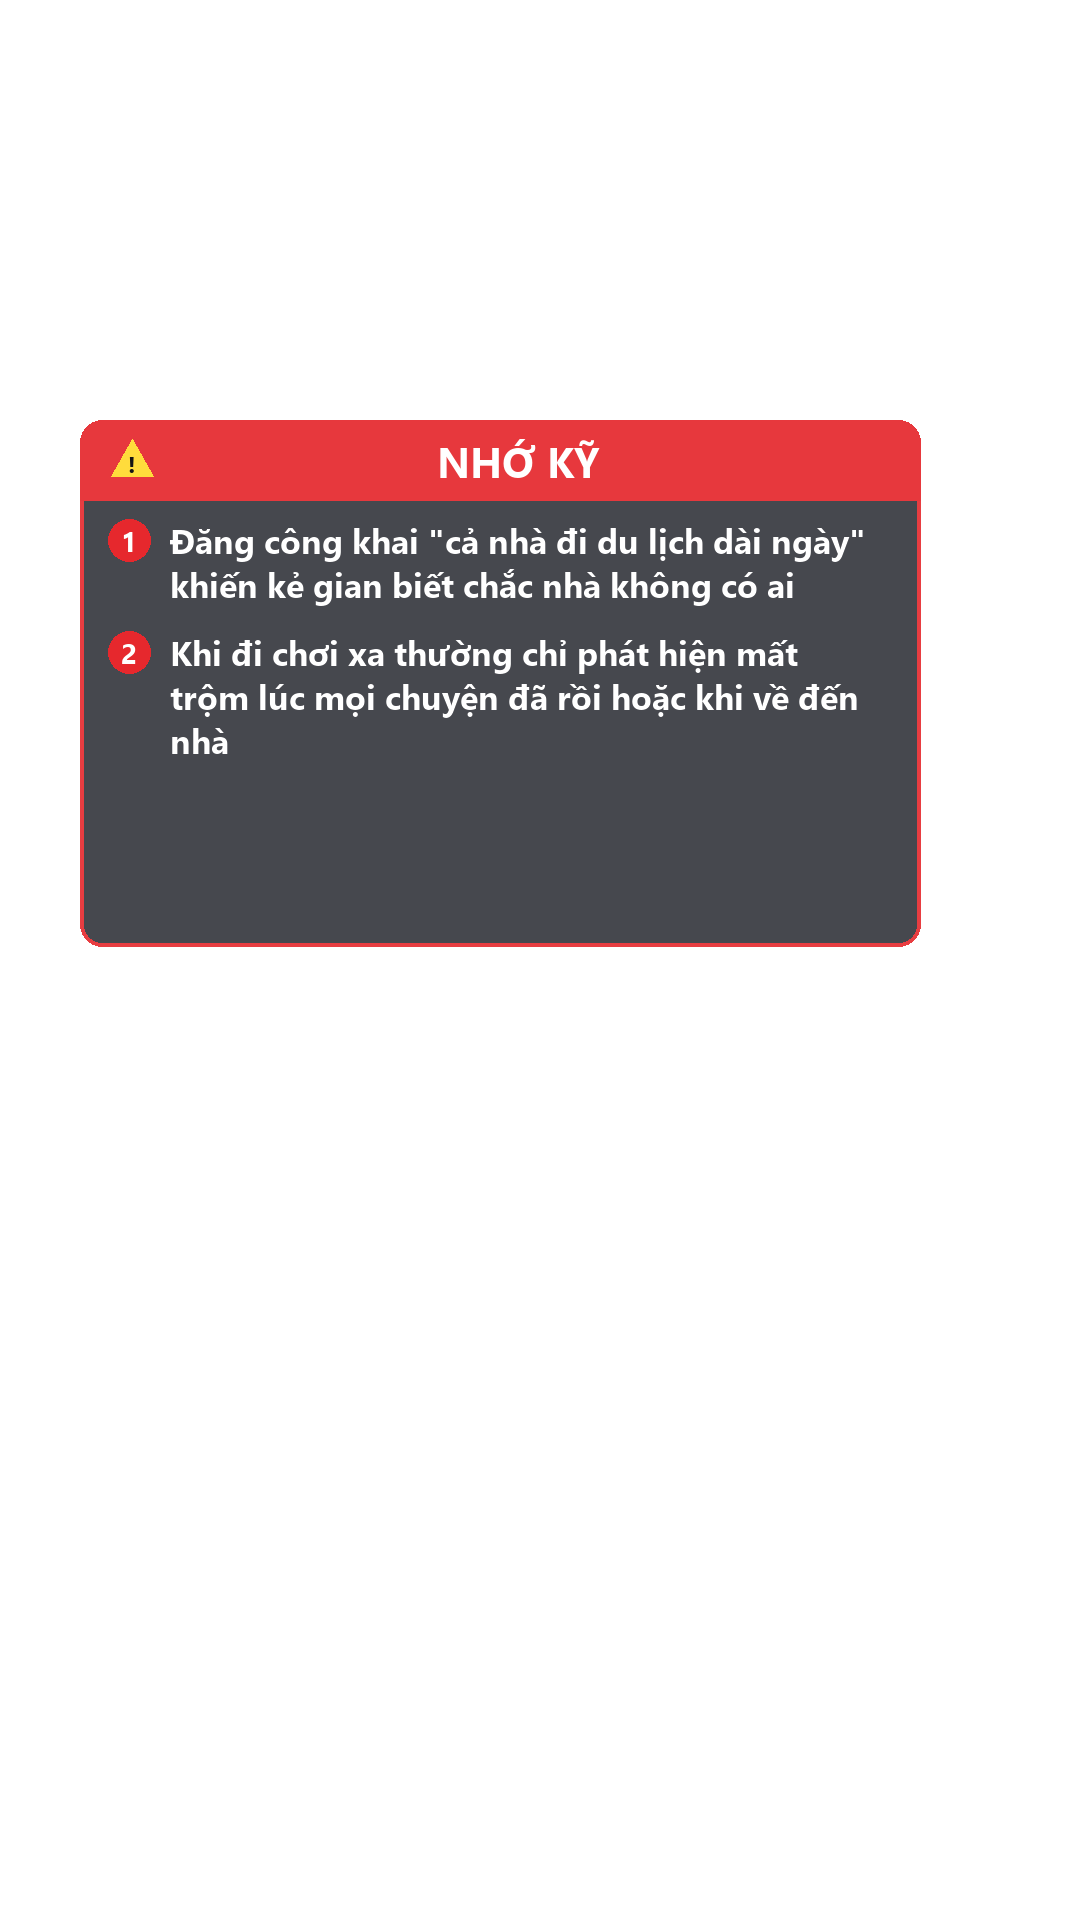 !
NHỚ KỸ
1 Đăng công khai "cả nhà đi du lịch dài ngày"
khiến kẻ gian biết chắc nhà không có ai
2 Khi đi chơi xa thường chỉ phát hiện mất
trộm lúc mọi chuyện đã rồi hoặc khi về đến
nhà